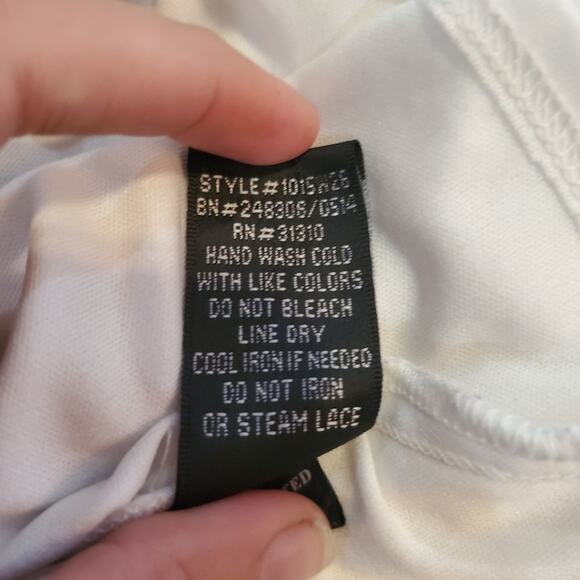 STYLE#1015W26
BN#248306/0514
RN#31310
HAND WASH COLD
WITH LIKE COLORS
DO NOT BLEACH
LINE DRY
COOL IRON IF NEEDED
DO NOT IRON
OR STEAM LACE